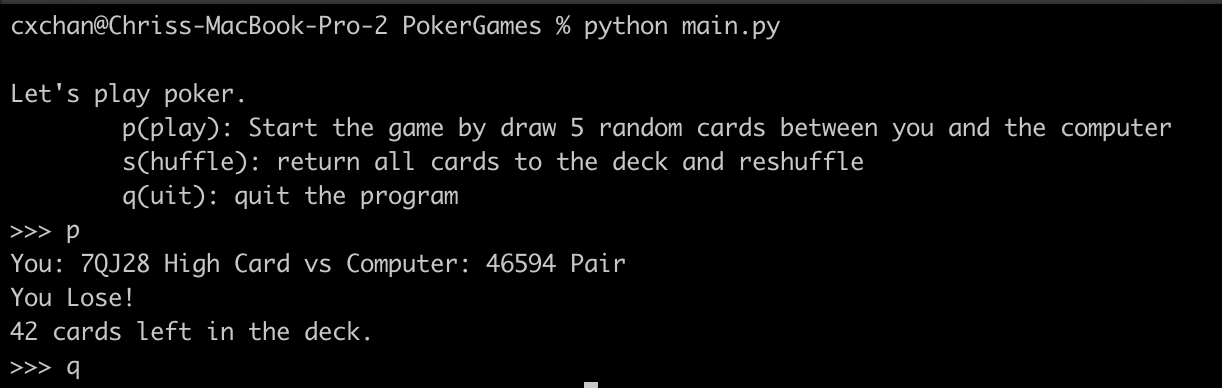 cxchan@Chriss-MacBook-Pro-2 PokerGames % python main.py
Let's play poker.
p(play): Start the game by draw 5 random cards between you and the computer
s(huffle): return all cards to the deck and reshuffle
q(uit): quit the program
>>> p
You: 7QJ28 High Card vs Computer: 46594 Pair
You Lose!
42 cards left in the deck.
>>> q